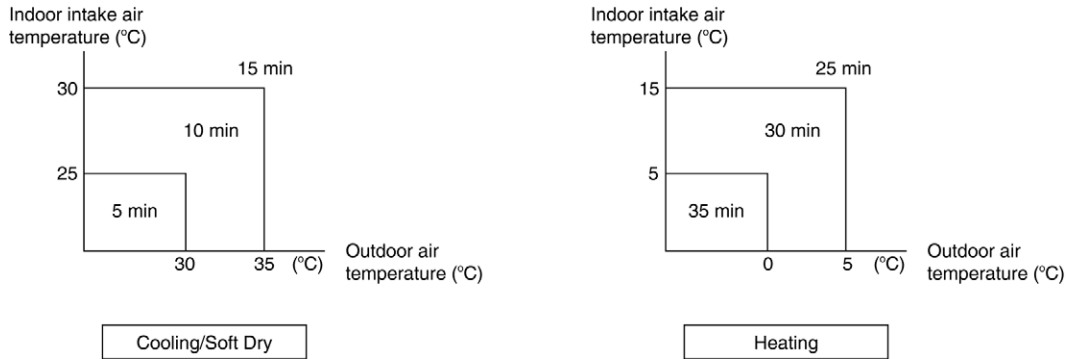 Indoor intake air
temperature (°C)
15 min
30
10 min
25
5 min
30
35
(°C)
Outdoor air
temperature (°C)
Cooling/Soft Dry
Indoor intake air
temperature (°C)
25 min
15
30 min
5
35 min
0
5
(°C)
Outdoor air
temperature (°C)
Heating